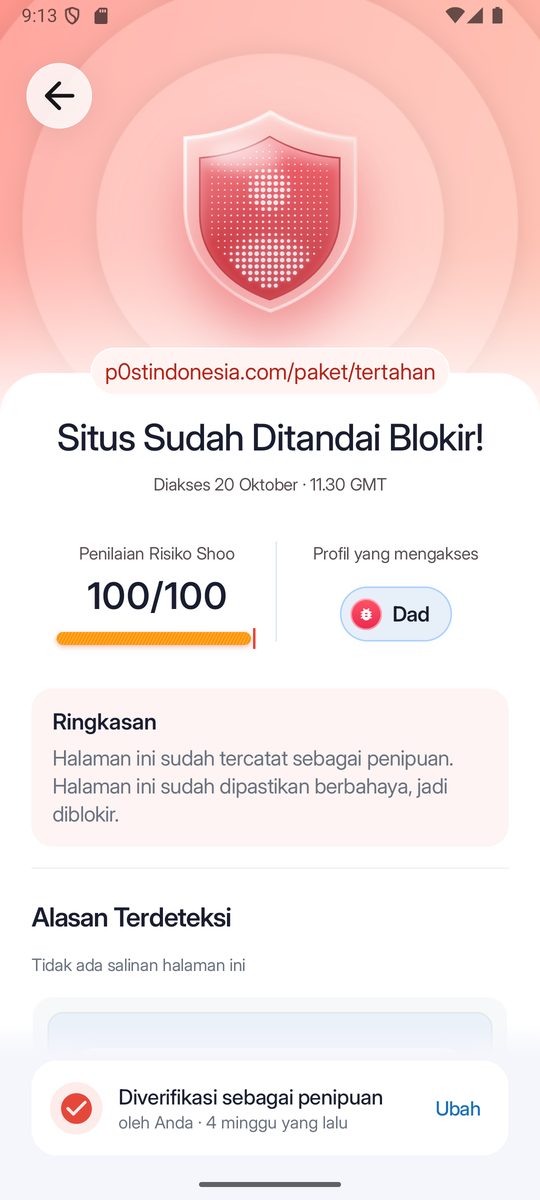 9:13
p0stindonesia.com/paket/tertahan
Situs Sudah Ditandai Blokir!
Diakses 20 Oktober · 11.30 GMT
Penilaian Risiko Shoo
100/100
Profil yang mengakses
Dad
Ringkasan
Halaman ini sudah tercatat sebagai penipuan.
Halaman ini sudah dipastikan berbahaya, jadi
diblokir.
Alasan Terdeteksi
Tidak ada salinan halaman ini
Diverifikasi sebagai penipuan
oleh Anda · 4 minggu yang lalu
Ubah